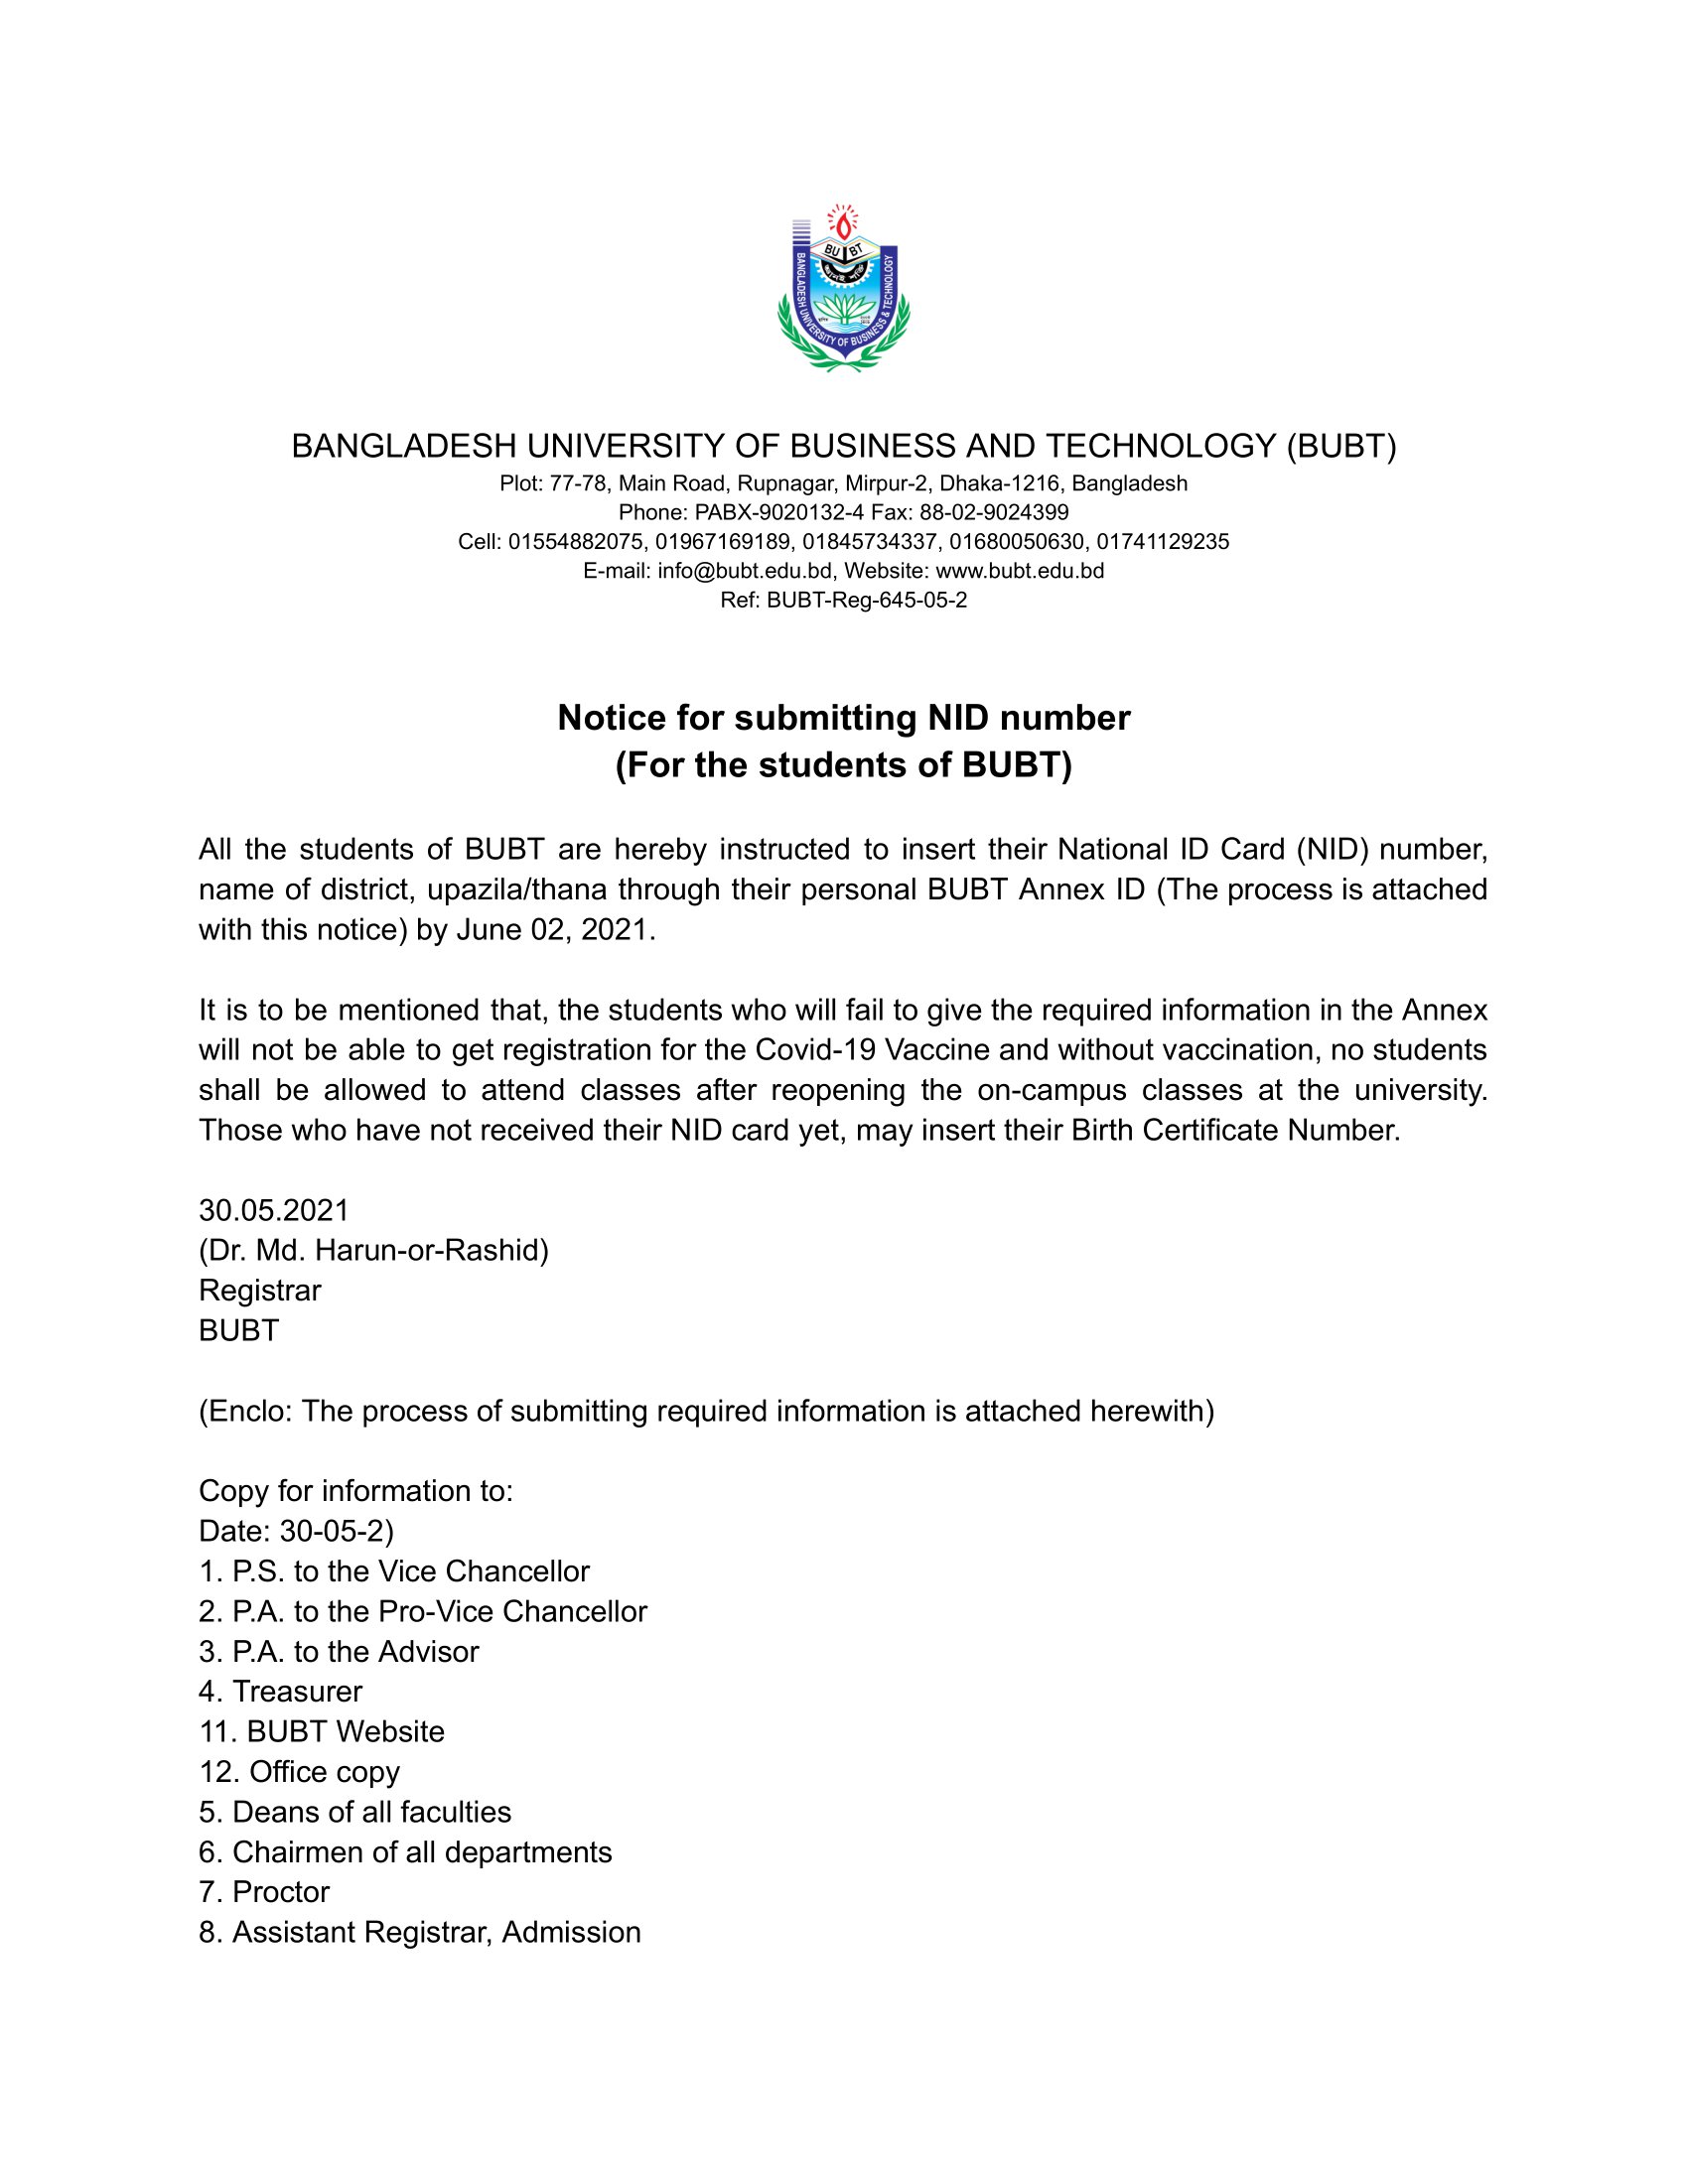 BU BT
BANGLADESH UNIVERSITY OF BUSINESS & TECHNOLOGY
BANGLADESH UNIVERSITY OF BUSINESS AND TECHNOLOGY (BUBT)
Plot: 77-78, Main Road, Rupnagar, Mirpur-2, Dhaka-1216, Bangladesh
Phone: PABX-9020132-4 Fax: 88-02-9024399
Cell: 01554882075, 01967169189, 01845734337, 01680050630, 01741129235
E-mail: info@bubt.edu.bd, Website: www.bubt.edu.bd
Ref: BUBT-Reg-645-05-2
Notice for submitting NID number
(For the students of BUBT)
All the students of BUBT are hereby instructed to insert their National ID Card (NID) number,
name of district, upazila/thana through their personal BUBT Annex ID (The process is attached
with this notice) by June 02, 2021.
It is to be mentioned that, the students who will fail to give the required information in the Annex
will not be able to get registration for the Covid-19 Vaccine and without vaccination, no students
shall be allowed to attend classes after reopening the on-campus classes at the university.
Those who have not received their NID card yet, may insert their Birth Certificate Number.
30.05.2021
(Dr. Md. Harun-or-Rashid)
Registrar
BUBT
(Enclo: The process of submitting required information is attached herewith)
Copy for information to:
Date: 30-05-2)
1. P.S. to the Vice Chancellor
2. P.A. to the Pro-Vice Chancellor
3. P.A. to the Advisor
4. Treasurer
11. BUBT Website
12. Office copy
5. Deans of all faculties
6. Chairmen of all departments
7. Proctor
8. Assistant Registrar, Admission